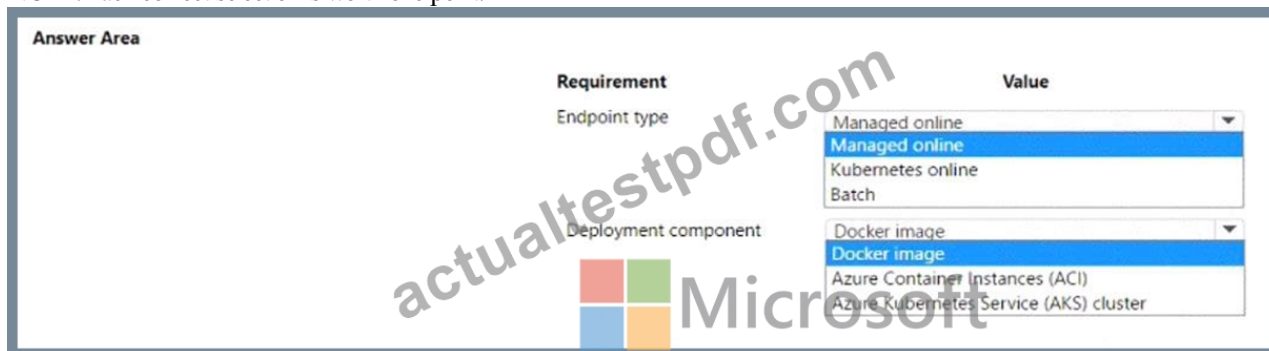 Answer Area
Requirement Value
Endpoint type Managed online
Managed online
Kubernetes online
Batch
Deployment component Docker image
Docker image
Azure Container Instances (ACI)
Azure Kubernetes Service (AKS) cluster
actualtestpdf.com
Microsoft